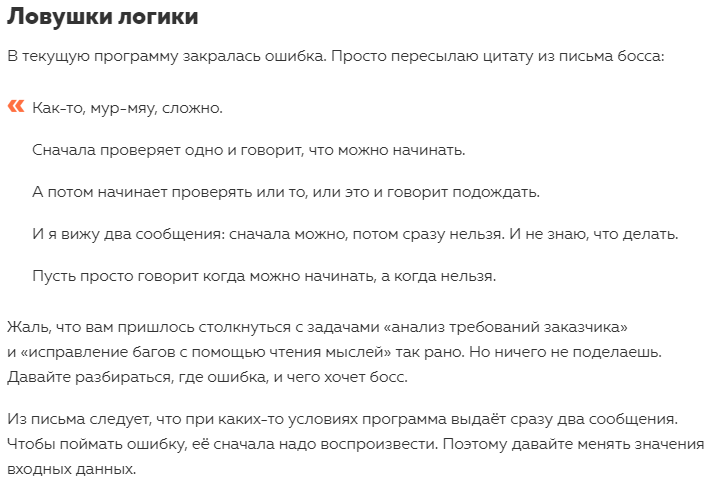 Ловушки логики
В текущую программу закралась ошибка. Просто пересылаю цитату из письма босса:
« Как-то, мур-мяу, сложно.
Сначала проверяет одно и говорит, что можно начинать.
А потом начинает проверять или то, или это и говорит подождать.
И я вижу два сообщения: сначала можно, потом сразу нельзя. И не знаю, что делать.
Пусть просто говорит когда можно начинать, а когда нельзя.
Жаль, что вам пришлось столкнуться с задачами «анализ требований заказчика»
и «исправление багов с помощью чтения мыслей» так рано. Но ничего не поделаешь.
Давайте разбираться, где ошибка, и чего хочет босс.
Из письма следует, что при каких-то условиях программа выдаёт сразу два сообщения.
Чтобы поймать ошибку, её сначала надо воспроизвести. Поэтому давайте менять значения
входных данных.